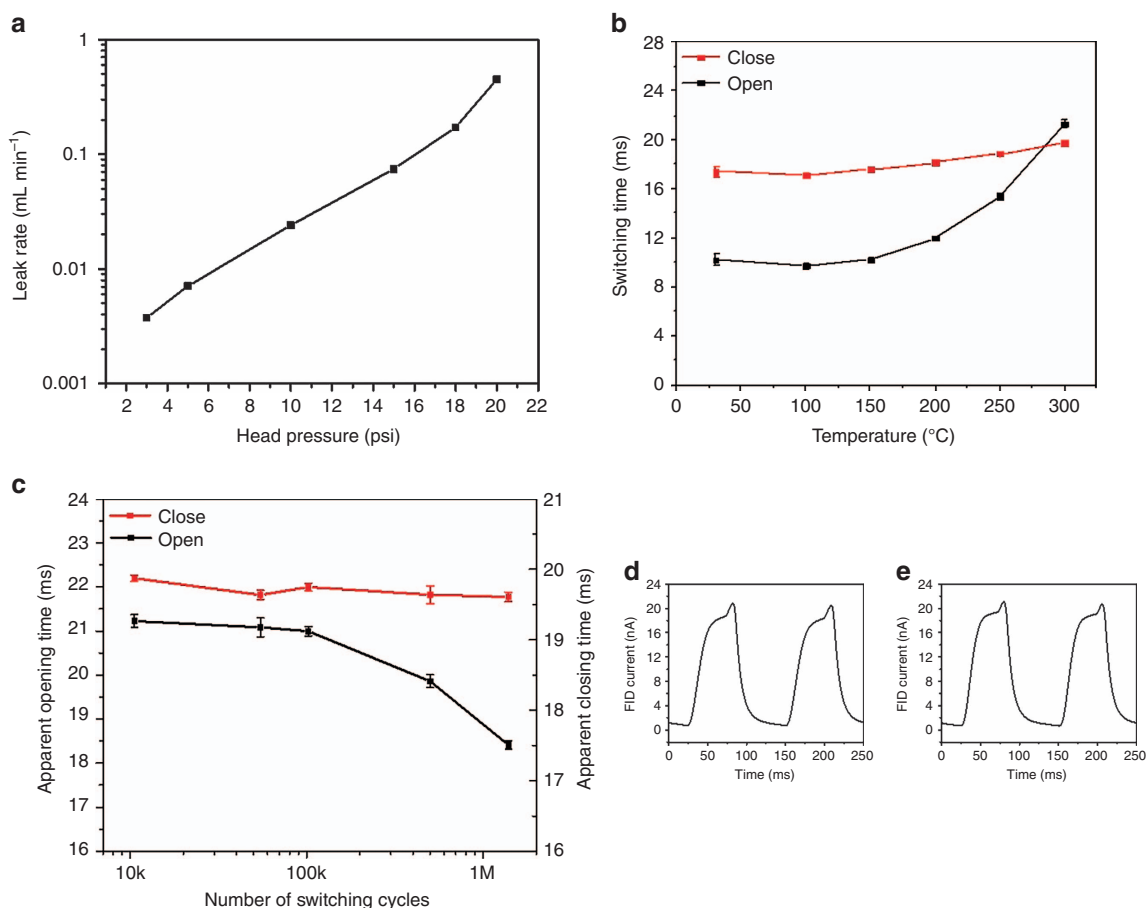 a
1
0.1
0.01
0.001
Leak rate (mL min⁻¹)
2 4 6 8 10 12 14 16 18 20 22
Head pressure (psi)
b
28
24
20
16
12
8
4
0
Switching time (ms)
Close
Open
0 50 100 150 200 250 300
Temperature (°C)
c
24
23
22
21
20
19
18
17
16
Apparent opening time (ms)
Close
Open
21
20
19
18
17
16
Apparent closing time (ms)
10k 100k 1M
Number of switching cycles
d
24
20
16
12
8
4
0
FID current (nA)
0 50 100 150 200 250
Time (ms)
e
24
20
16
12
8
4
0
FID current (nA)
0 50 100 150 200 250
Time (ms)